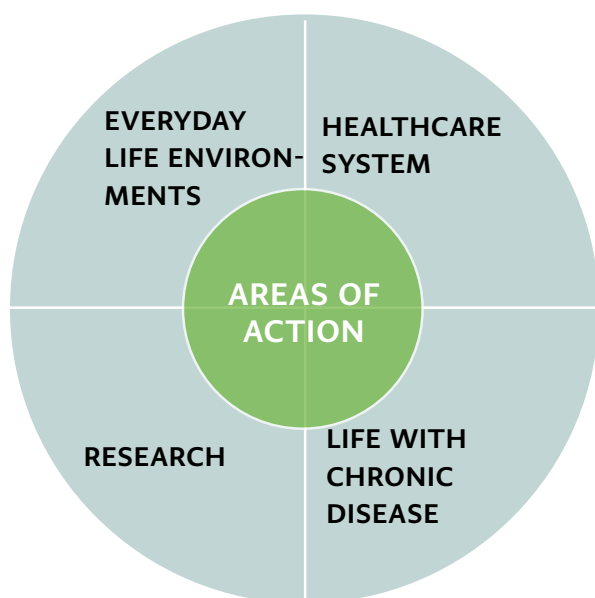 EVERYDAY
LIFE ENVIRON-
MENTS
HEALTHCARE
SYSTEM
AREAS OF
ACTION
RESEARCH
LIFE WITH
CHRONIC
DISEASE